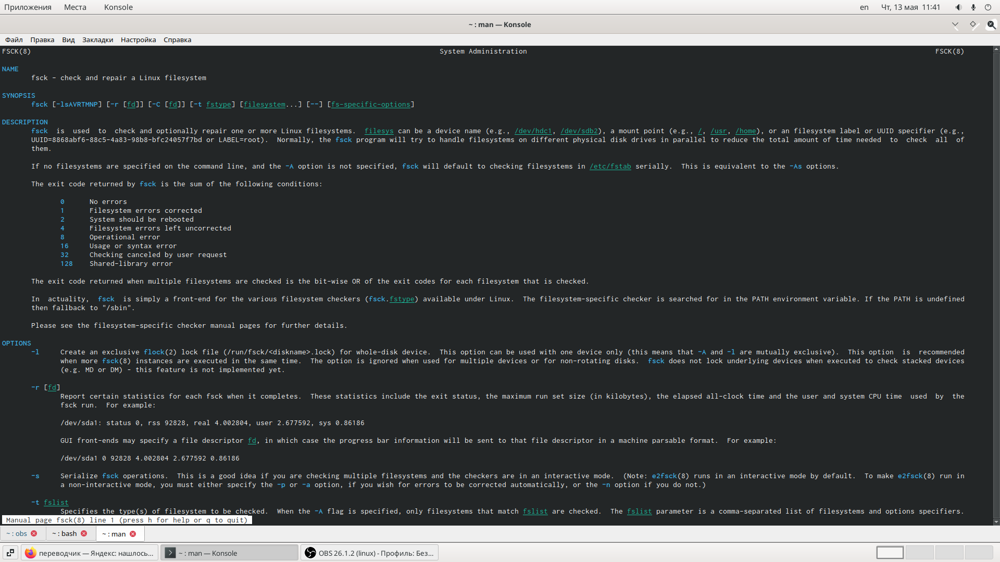 Приложения Места Konsole en Чт, 13 мая 11:41
~ : man — Konsole
Файл Правка Вид Закладки Настройка Справка
FSCK(8) System Administration FSCK(8)
NAME
fsck - check and repair a Linux filesystem
SYNOPSIS
fsck [-lsAVRTMNP] [-r [fd]] [-C [fd]] [-t fstype] [filesystem...] [--] [fs-specific-options]
DESCRIPTION
fsck is used to check and optionally repair one or more Linux filesystems. filesys can be a device name (e.g., /dev/hdc1, /dev/sdb2), a mount point (e.g., /, /usr, /home), or an filesystem label or UUID specifier (e.g.,
UUID=8868abf6-88c5-4a83-98b8-bfc24057f7bd or LABEL=root). Normally, the fsck program will try to handle filesystems on different physical disk drives in parallel to reduce the total amount of time needed to check all of
them.
If no filesystems are specified on the command line, and the -A option is not specified, fsck will default to checking filesystems in /etc/fstab serially. This is equivalent to the -As options.
The exit code returned by fsck is the sum of the following conditions:
0 No errors
1 Filesystem errors corrected
2 System should be rebooted
4 Filesystem errors left uncorrected
8 Operational error
16 Usage or syntax error
32 Checking canceled by user request
128 Shared-library error
The exit code returned when multiple filesystems are checked is the bit-wise OR of the exit codes for each filesystem that is checked.
In actuality, fsck is simply a front-end for the various filesystem checkers (fsck.fstype) available under Linux. The filesystem-specific checker is searched for in the PATH environment variable. If the PATH is undefined
then fallback to "/sbin".
Please see the filesystem-specific checker manual pages for further details.
OPTIONS
-l Create an exclusive flock(2) lock file (/run/fsck/<diskname>.lock) for whole-disk device. This option can be used with one device only (this means that -A and -l are mutually exclusive). This option is recommended
when more fsck(8) instances are executed in the same time. The option is ignored when used for multiple devices or for non-rotating disks. fsck does not lock underlying devices when executed to check stacked devices
(e.g. MD or DM) - this feature is not implemented yet.
-r [fd]
Report certain statistics for each fsck when it completes. These statistics include the exit status, the maximum run set size (in kilobytes), the elapsed all-clock time and the user and system CPU time used by the
fsck run. For example:
/dev/sda1: status 0, rss 92828, real 4.002804, user 2.677592, sys 0.86186
GUI front-ends may specify a file descriptor fd, in which case the progress bar information will be sent to that file descriptor in a machine parsable format. For example:
/dev/sda1 0 92828 4.002804 2.677592 0.86186
-s Serialize fsck operations. This is a good idea if you are checking multiple filesystems and the checkers are in an interactive mode. (Note: e2fsck(8) runs in an interactive mode by default. To make e2fsck(8) run in
a non-interactive mode, you must either specify the -p or -a option, if you wish for errors to be corrected automatically, or the -n option if you do not.)
-t fslist
Specifies the type(s) of filesystem to be checked. When the -A flag is specified, only filesystems that match fslist are checked. The fslist parameter is a comma-separated list of filesystems and options specifiers.
Manual page fsck(8) line 1 (press h for help or q to quit)
~ : obs ~ : bash ~ : man
переводчик — Яндекс: нашлось... ~ : man — Konsole OBS 26.1.2 (linux) - Профиль: Без...